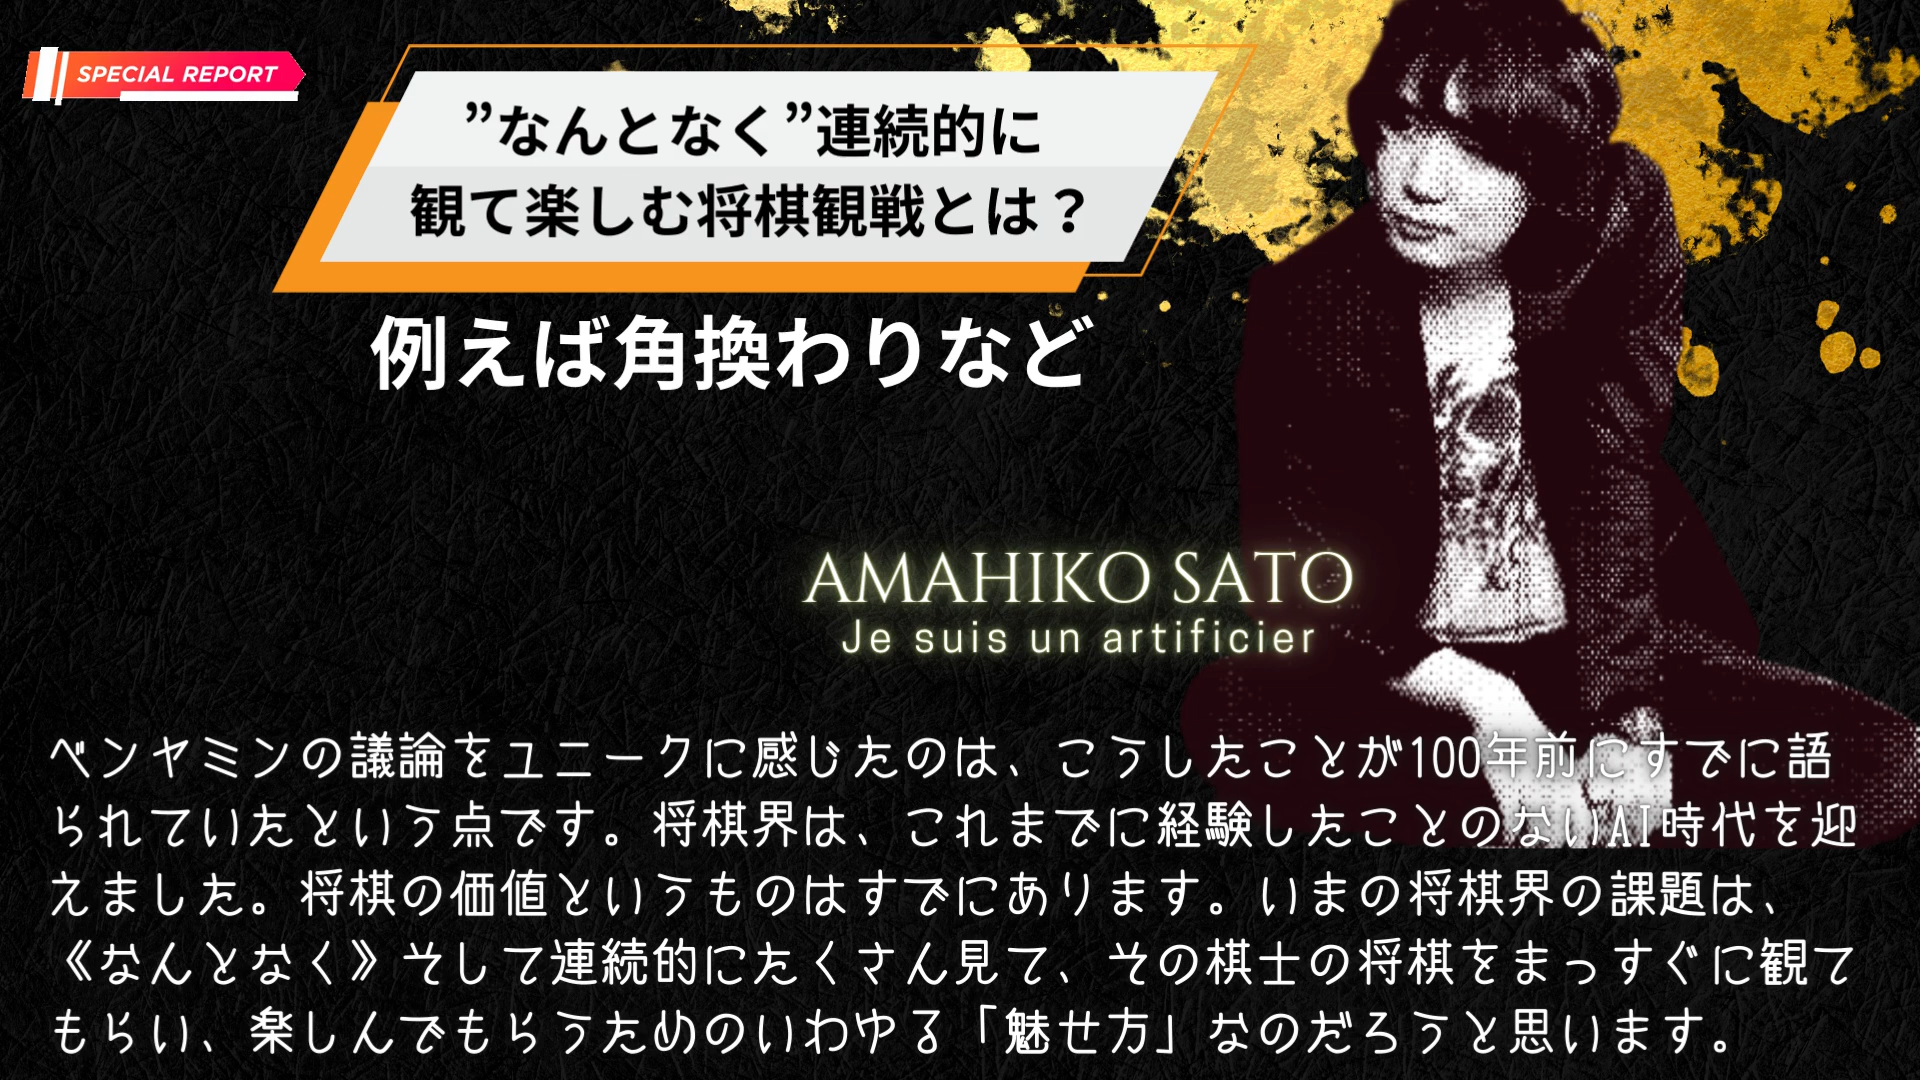 SPECIAL REPORT
”なんとなく”連続的に
観て楽しむ将棋観戦とは？
例えば角換わりなど
AMAHIKO SATO
Je suis un artificier
ベンヤミンの議論をユニークに感じたのは、こうしたことが100年前にすでに語
られていたという点です。将棋界は、これまでに経験したことのないAI時代を迎
えました。将棋の価値というものはすでにあります。いまの将棋界の課題は、
《なんとなく》そして連続的にたくさん見て、その棋士の将棋をまっすぐに観て
もらい、楽しんでもらうためのいわゆる「魅せ方」なのだろうと思います。